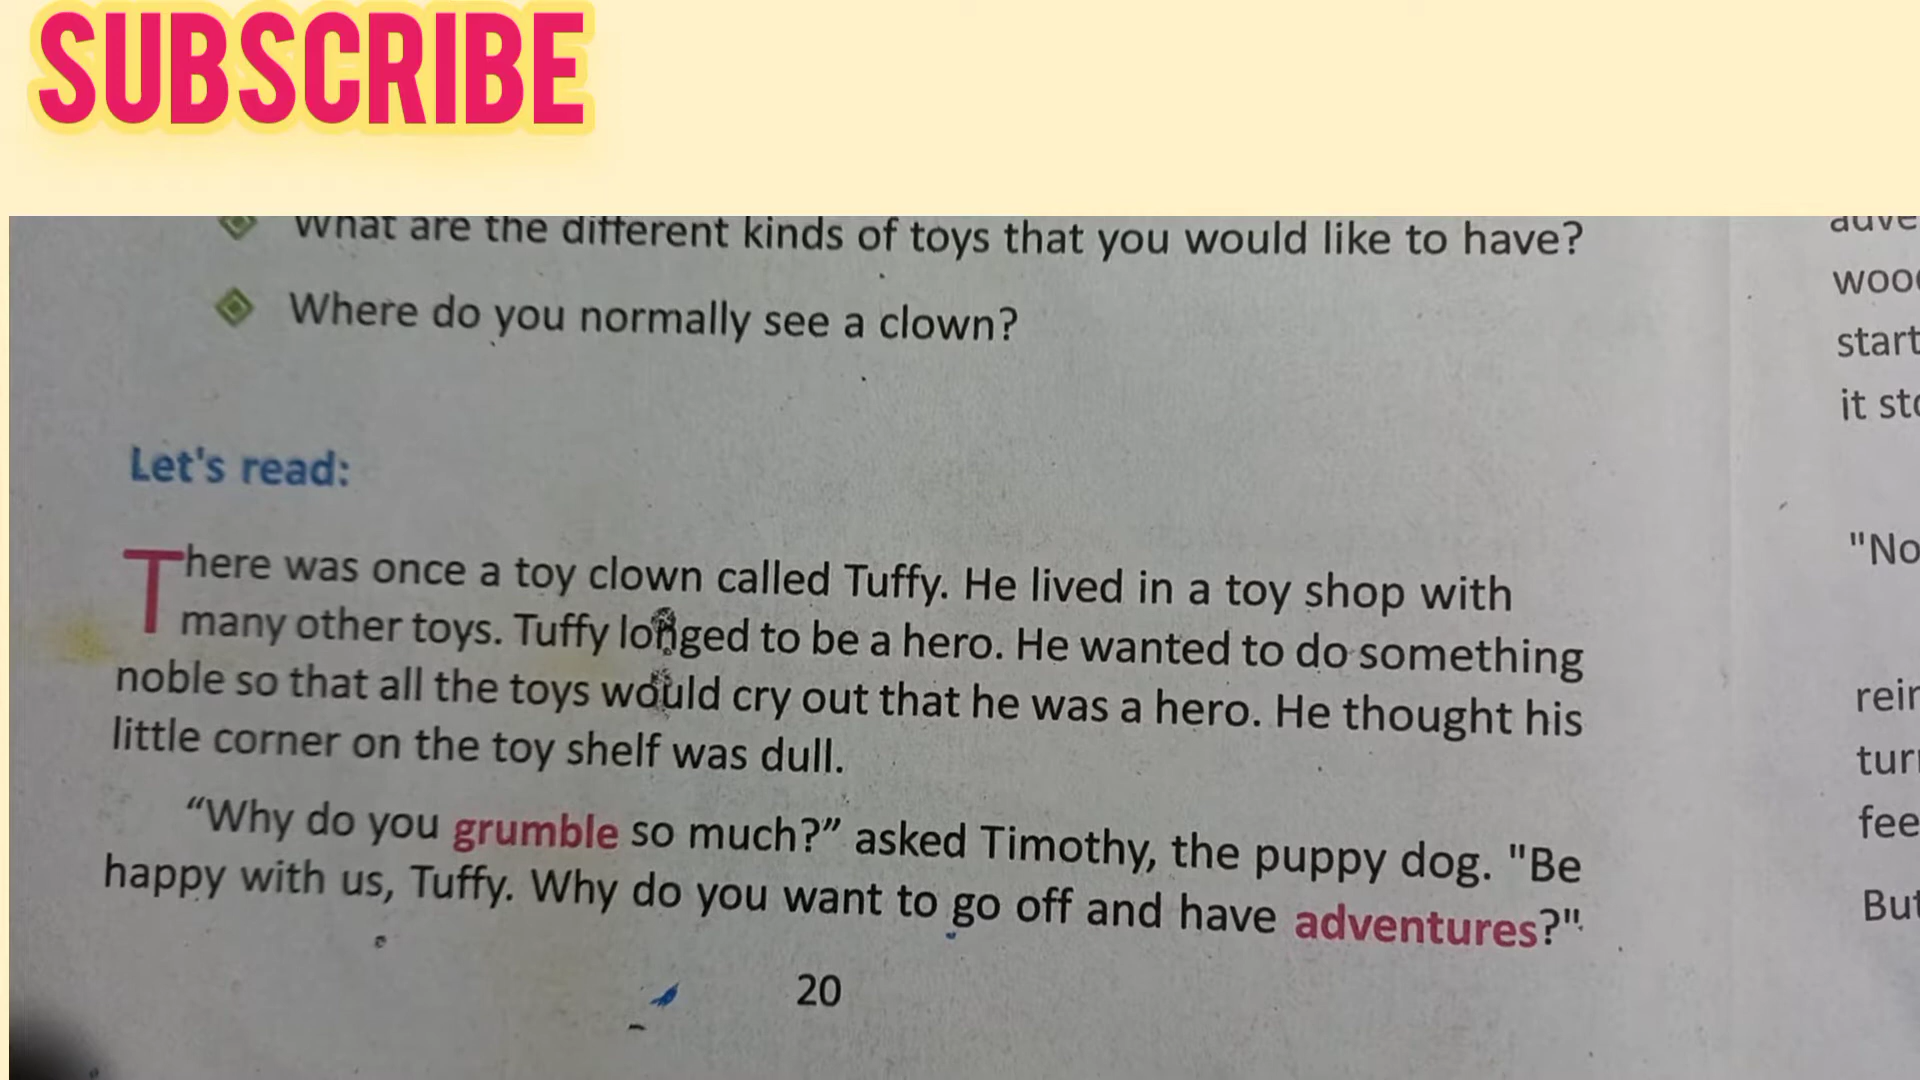 SUBSCRIBE
What are the different kinds of toys that you would like to have?
Where do you normally see a clown?
Let's read:
There was once a toy clown called Tuffy. He lived in a toy shop with
many other toys. Tuffy longed to be a hero. He wanted to do something
noble so that all the toys would cry out that he was a hero. He thought his
little corner on the toy shelf was dull.
“Why do you grumble so much?” asked Timothy, the puppy dog. "Be
happy with us, Tuffy. Why do you want to go off and have adventures?"
20
it
"No
But